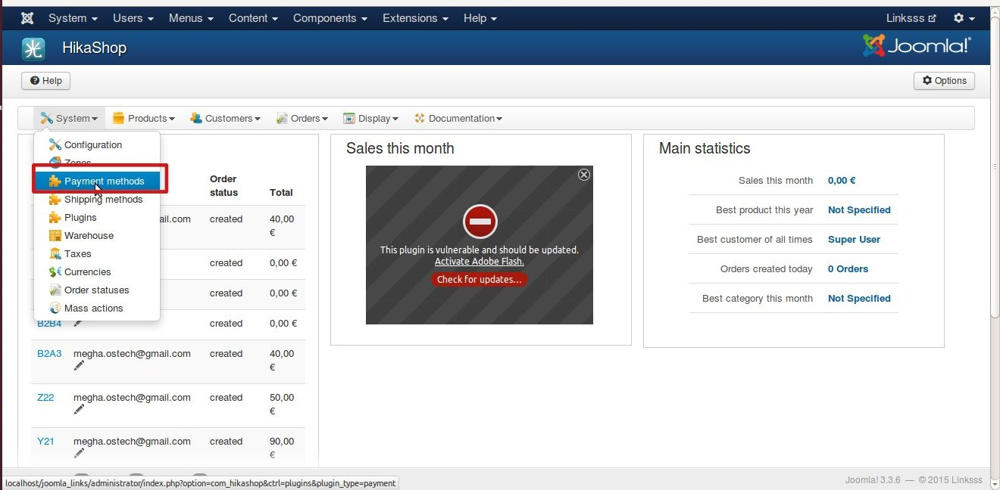 System Users Menus Content Components Extensions Help Linksss
光 HikaShop Joomla!®
Help Options
System Products Customers Orders Display Documentation
Configuration
Zones
Payment methods
Shipping methods
Plugins
Warehouse
Taxes
Currencies
Order statuses
Mass actions
Order status Total
ail.com created 40,00 €
created 0,00 €
created 0,00 €
B2B4 created 0,00 €
B2A3 megha.ostech@gmail.com created 40,00 €
Z22 megha.ostech@gmail.com created 50,00 €
Y21 megha.ostech@gmail.com created 90,00 €
Sales this month
This plugin is vulnerable and should be updated.
Activate Adobe Flash.
Check for updates...
Main statistics
Sales this month 0,00 €
Best product this year Not Specified
Best customer of all times Super User
Orders created today 0 Orders
Best category this month Not Specified
localhost/joomla_links/administrator/index.php?option=com_hikashop&ctrl=plugins&plugin_type=payment
Joomla! 3.3.6 — © 2015 Linksss